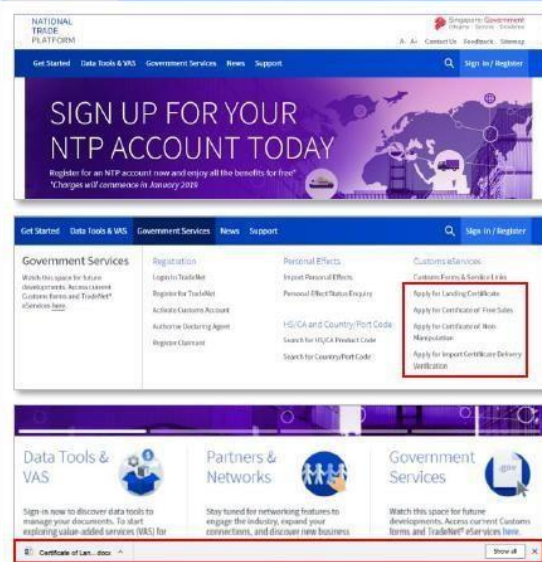 NATIONAL
TRADE
PLATFORM
Singapore Government
Integrity · Service · Excellence
A- A+ Contact Us Feedback Sitemap
Get Started Data Tools & VAS Government Services News Support Sign In / Register
SIGN UP FOR YOUR
NTP ACCOUNT TODAY
Register for an NTP account now and enjoy all the benefits for free*
*Charges will commence in January 2019
Get Started Data Tools & VAS Government Services News Support Sign In / Register
Government Services
Watch this space for future
developments. Access current
Customs forms and TradeNet®
eServices here.
Registration
Login to TradeNet
Register for TradeNet
Activate Customs Account
Authorise Declaring Agent
Register Claimant
Personal Effects
Import Personal Effects
Personal Effect Status Enquiry
HS/CA and Country/Port Code
Search for HS/CA Product Code
Search for Country/Port Code
Customs eServices
Customs Forms & Service Links
Apply for Landing Certificate
Apply for Certificate of Free Sales
Apply for Certificate of Non-
Manipulation
Apply for Import Certificate Delivery
Verification
Data Tools &
VAS
Sign-in now to discover data tools to
manage your documents. To start
exploring value-added services (VAS) for
Partners &
Networks
Stay tuned for networking features to
engage the industry, expand your
connections, and discover new business
Government
Services
.gov
Watch this space for future
developments. Access current Customs
forms and TradeNet® eServices here.
Certificate of Lan....docx
Show all